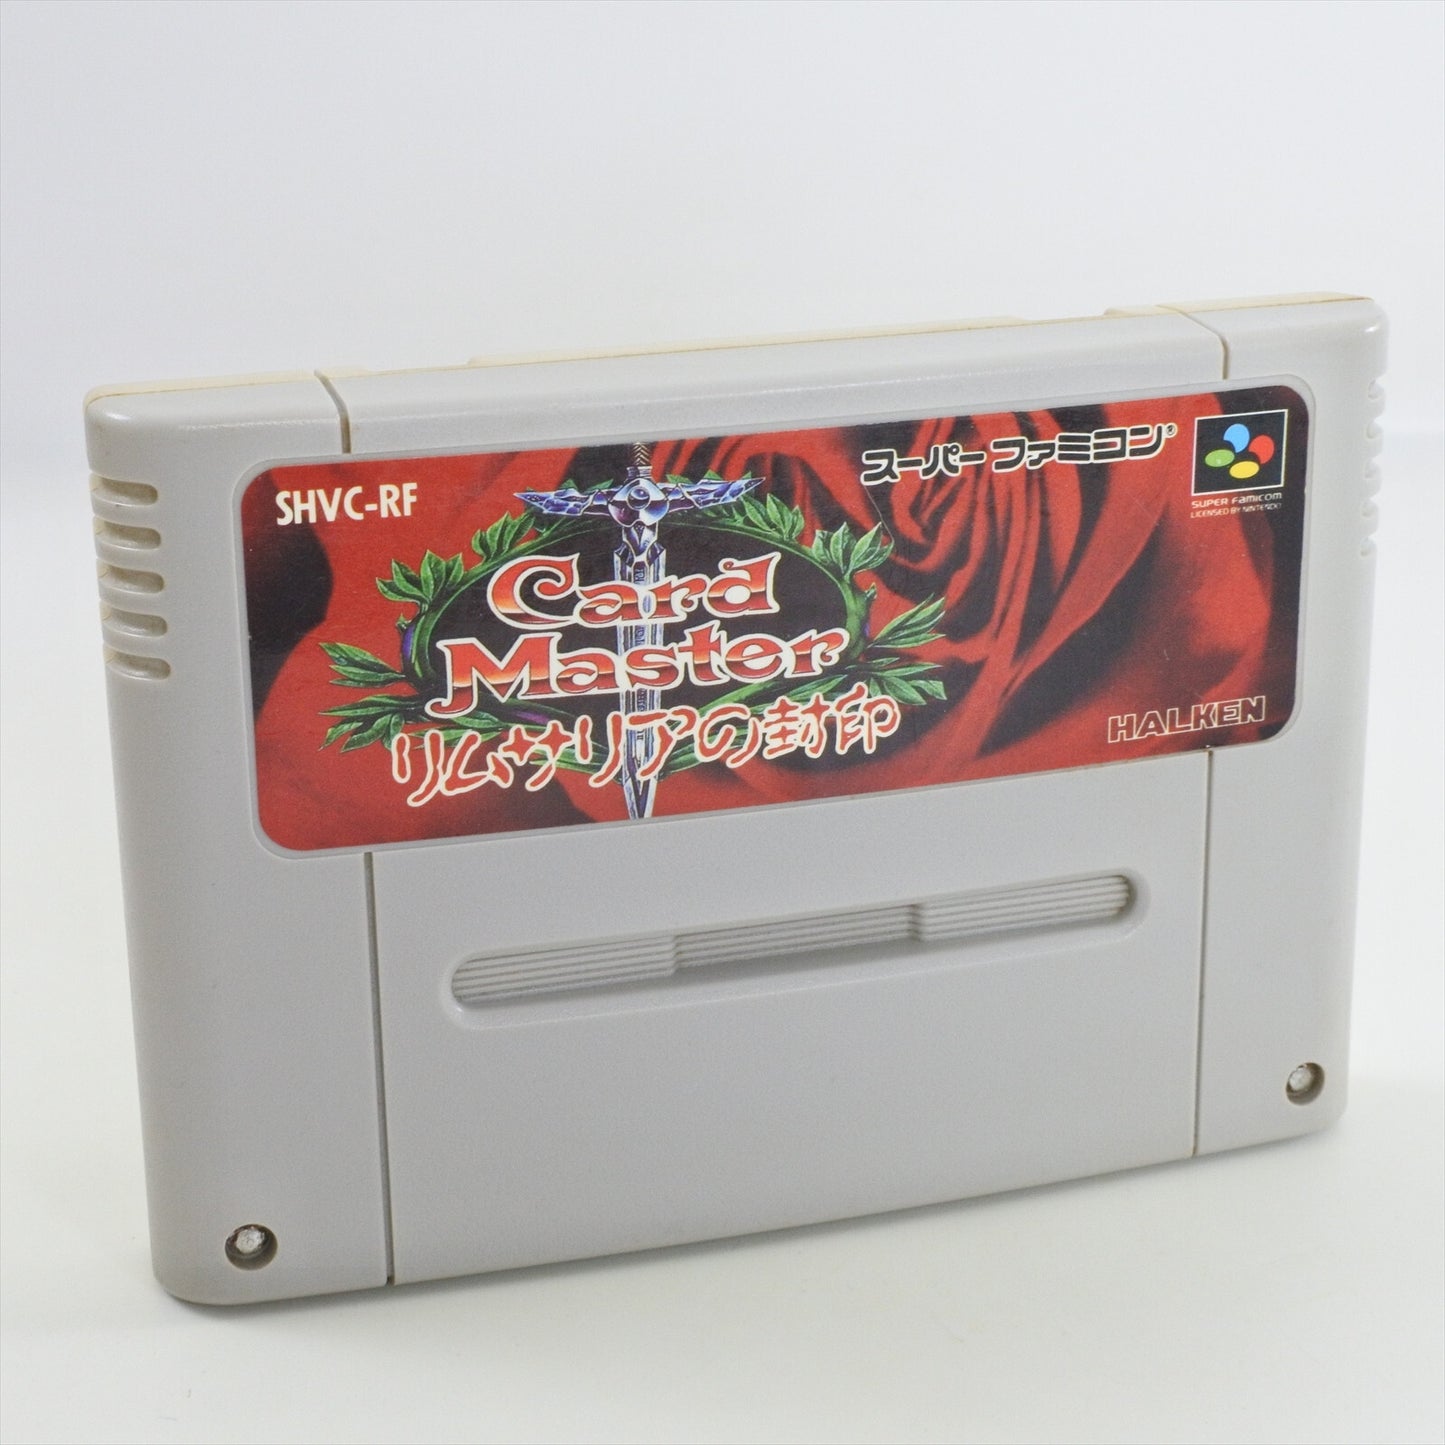 SHVC-RF
スーパーファミコン®
SUPER FAMICOM
LICENSED BY NINTENDO
Card
Master
リムサリアの封印
HALKEN